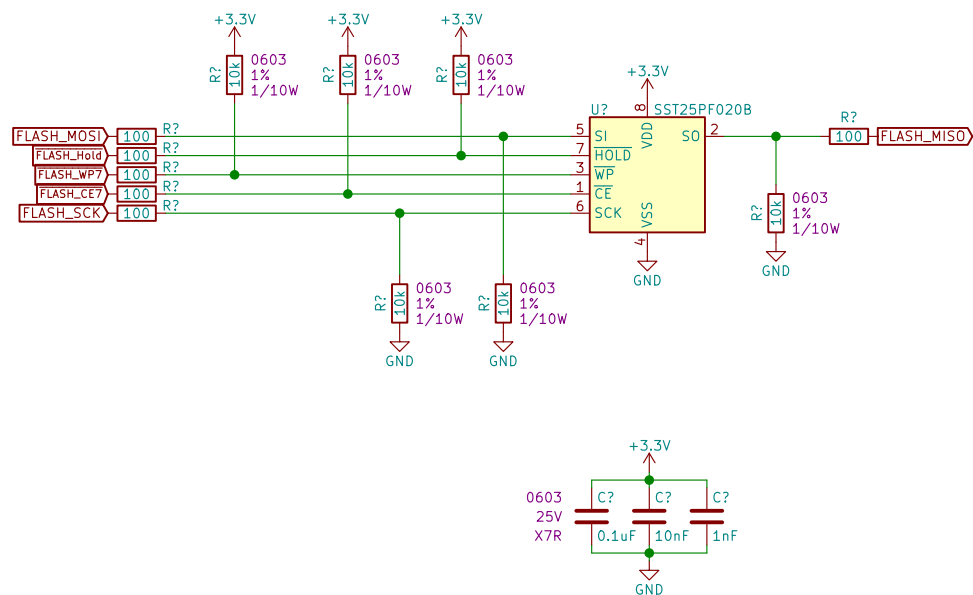 +3.3V
+3.3V
+3.3V
R?
10k
0603
1%
1/10W
R?
10k
0603
1%
1/10W
R?
10k
0603
1%
1/10W
+3.3V
U?
8
SST25PF020B
VDD
R?
FLASH_MOSI
100
R?
5
SI
SO
2
100
FLASH_MISO
FLASH_Hold
100
R?
7
HOLD
FLASH_WP7
100
R?
3
WP
FLASH_CE7
100
R?
1
CE
FLASH_SCK
100
R?
6
SCK
VSS
4
GND
R?
10k
0603
1%
1/10W
GND
R?
10k
0603
1%
1/10W
GND
R?
10k
0603
1%
1/10W
GND
+3.3V
0603
25V
X7R
C?
0.1uF
C?
10nF
C?
1nF
GND